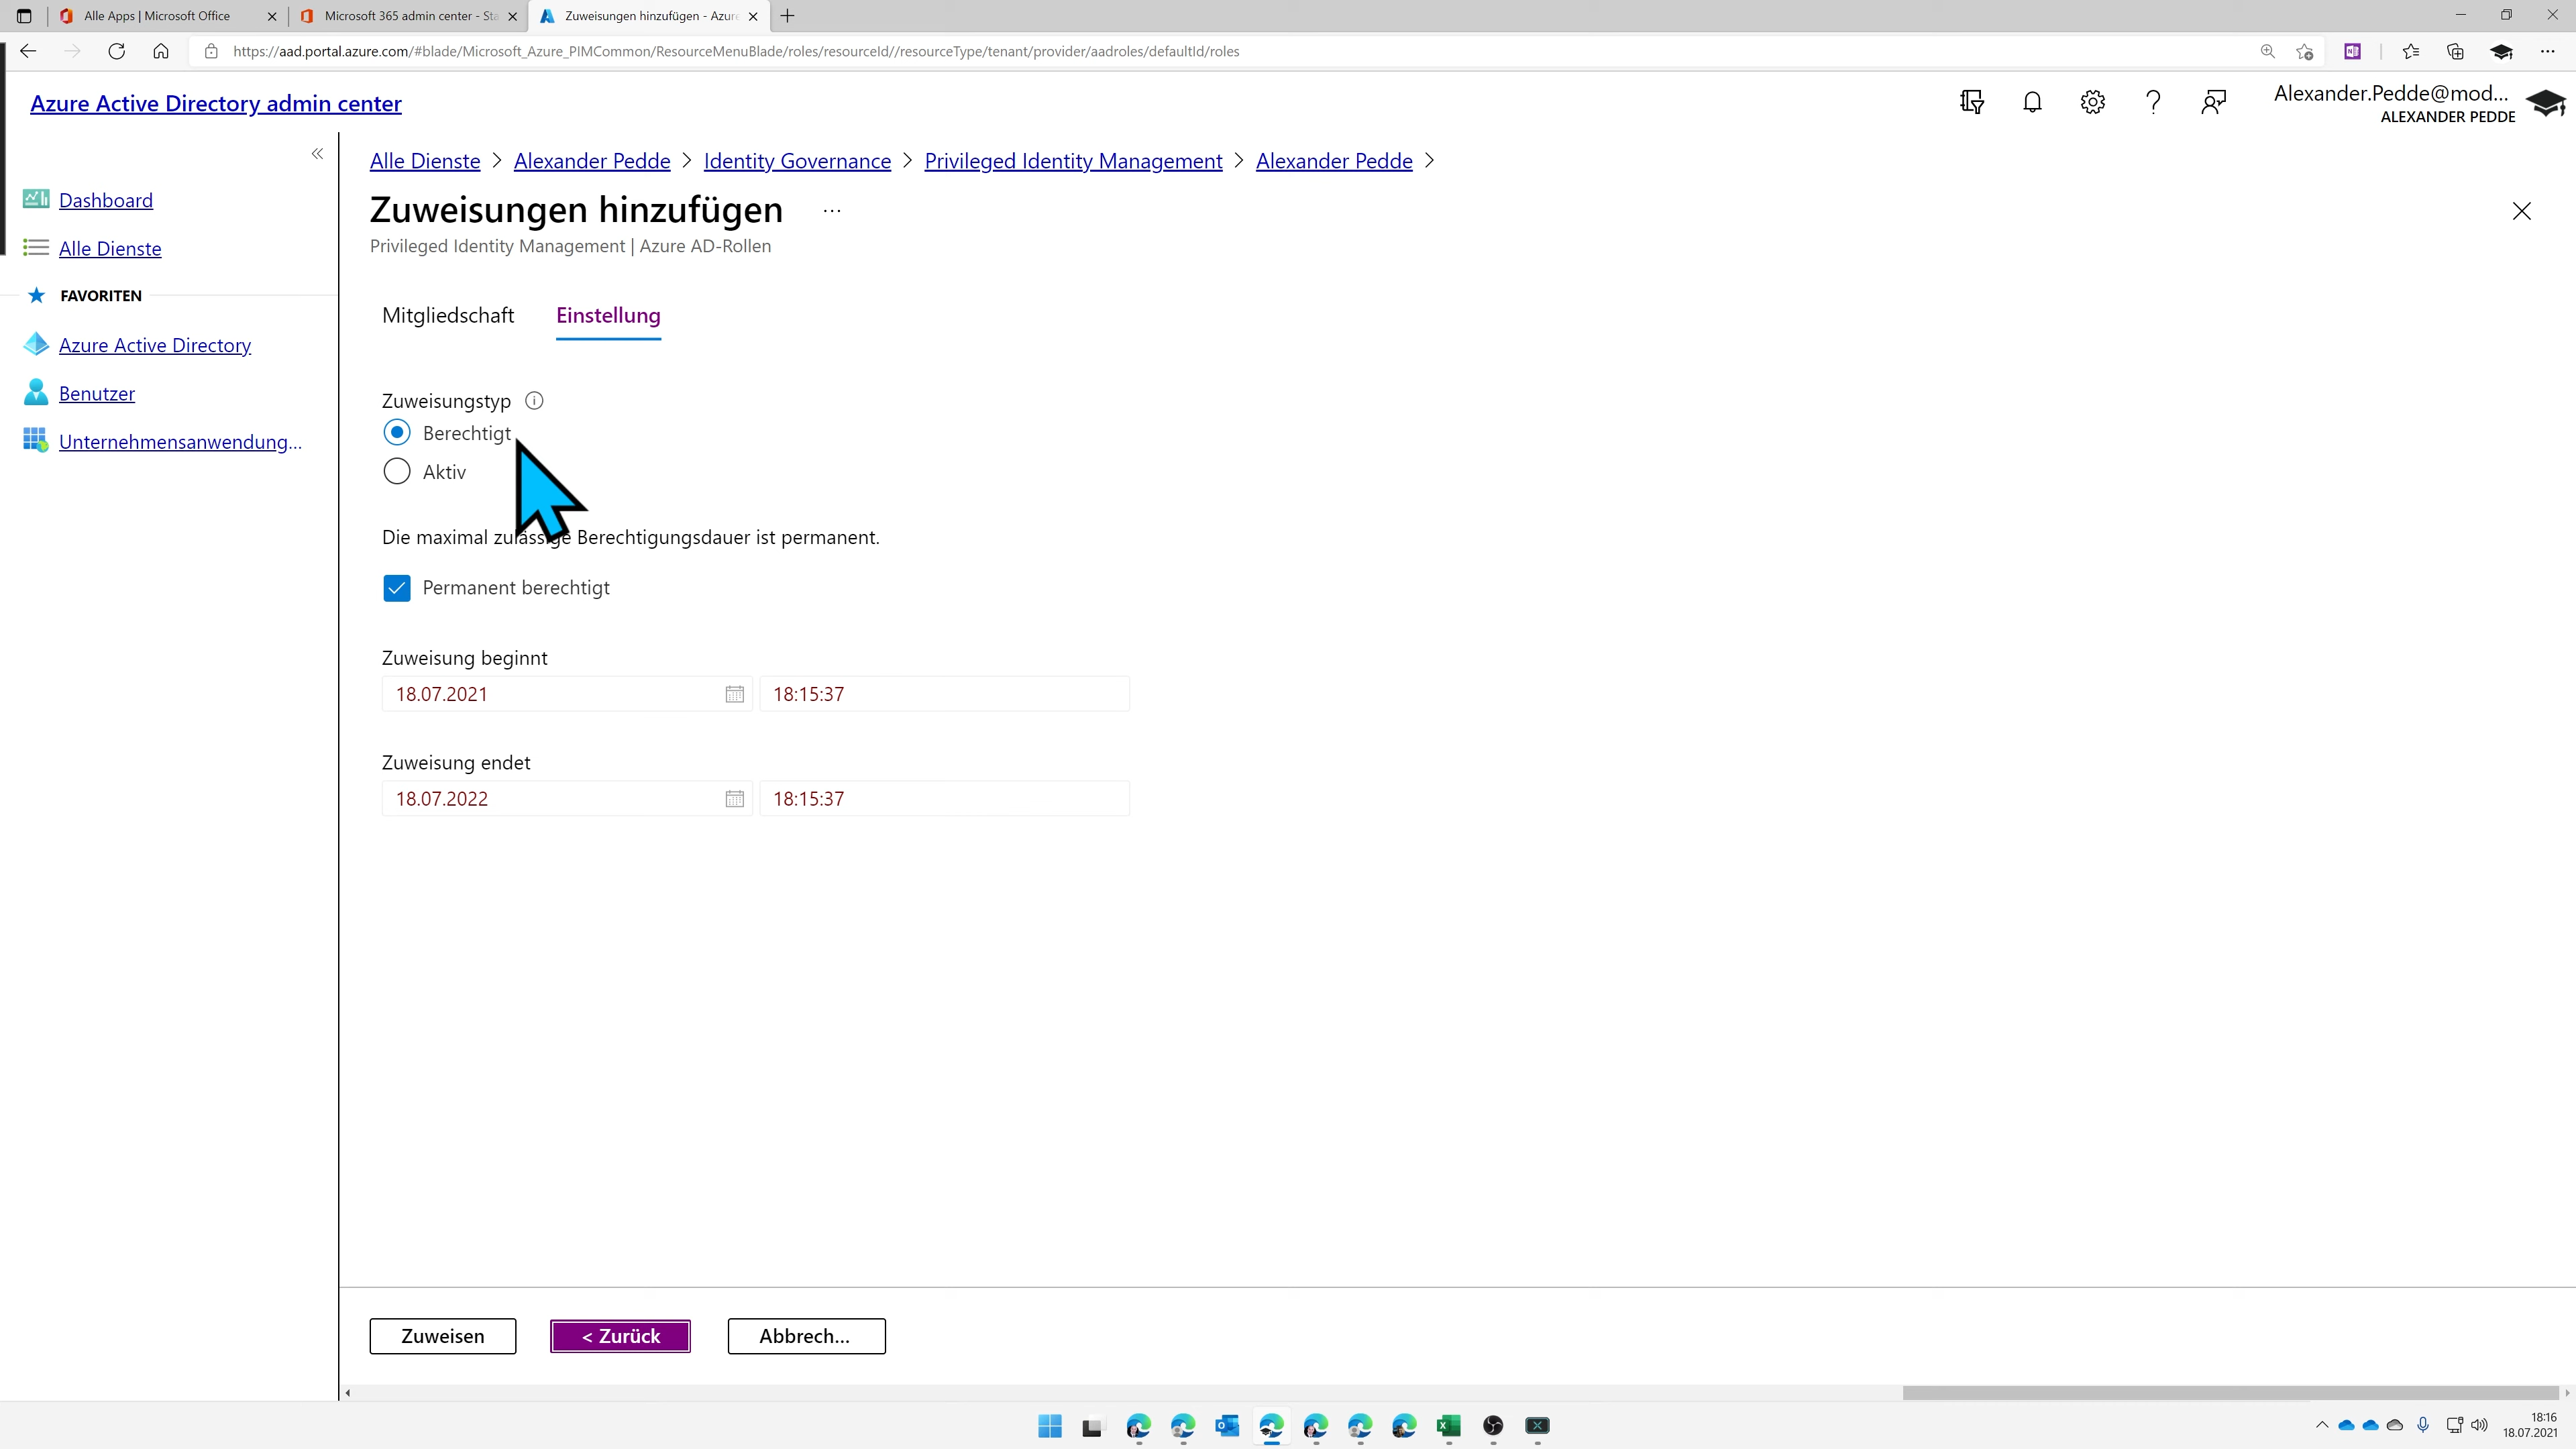 Alle Apps | Microsoft Office
Microsoft 365 admin center - Sta
Zuweisungen hinzufügen - Azure
https://aad.portal.azure.com/#blade/Microsoft_Azure_PIMCommon/ResourceMenuBlade/roles/resourceId//resourceType/tenant/provider/aadroles/defaultId/roles
Azure Active Directory admin center
Alexander.Pedde@mod...
ALEXANDER PEDDE
Alle Dienste > Alexander Pedde > Identity Governance > Privileged Identity Management > Alexander Pedde >
Dashboard
Alle Dienste
FAVORITEN
Azure Active Directory
Benutzer
Unternehmensanwendung...
Zuweisungen hinzufügen ...
Privileged Identity Management | Azure AD-Rollen
Mitgliedschaft Einstellung
Zuweisungstyp
Berechtigt
Aktiv
Die maximal zulässige Berechtigungsdauer ist permanent.
Permanent berechtigt
Zuweisung beginnt
18.07.2021 18:15:37
Zuweisung endet
18.07.2022 18:15:37
Zuweisen < Zurück Abbrech...
18:16
18.07.2021